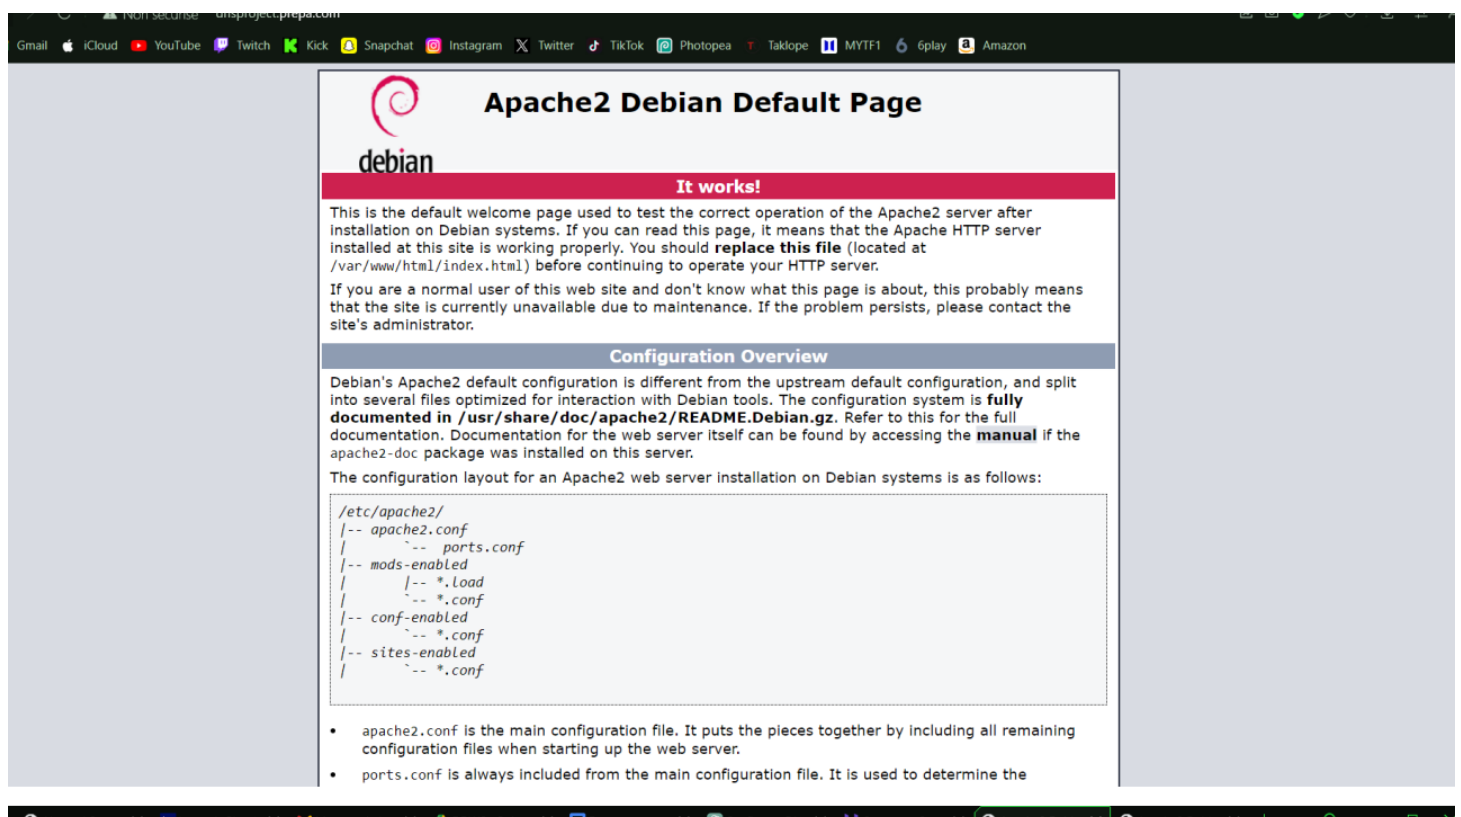 Non sécurisé dnsproject.prepa.com
Gmail iCloud YouTube Twitch Kick Snapchat Instagram Twitter TikTok Photopea Taklope MYTF1 6play Amazon
debian
Apache2 Debian Default Page
It works!
This is the default welcome page used to test the correct operation of the Apache2 server after
installation on Debian systems. If you can read this page, it means that the Apache HTTP server
installed at this site is working properly. You should replace this file (located at
/var/www/html/index.html) before continuing to operate your HTTP server.
If you are a normal user of this web site and don't know what this page is about, this probably means
that the site is currently unavailable due to maintenance. If the problem persists, please contact the
site's administrator.
Configuration Overview
Debian's Apache2 default configuration is different from the upstream default configuration, and split
into several files optimized for interaction with Debian tools. The configuration system is fully
documented in /usr/share/doc/apache2/README.Debian.gz. Refer to this for the full
documentation. Documentation for the web server itself can be found by accessing the manual if the
apache2-doc package was installed on this server.
The configuration layout for an Apache2 web server installation on Debian systems is as follows:
/etc/apache2/
|-- apache2.conf
|       `--  ports.conf
|-- mods-enabled
|       |-- *.load
|       `-- *.conf
|-- conf-enabled
|       `-- *.conf
|-- sites-enabled
|       `-- *.conf
• apache2.conf is the main configuration file. It puts the pieces together by including all remaining
configuration files when starting up the web server.
• ports.conf is always included from the main configuration file. It is used to determine the